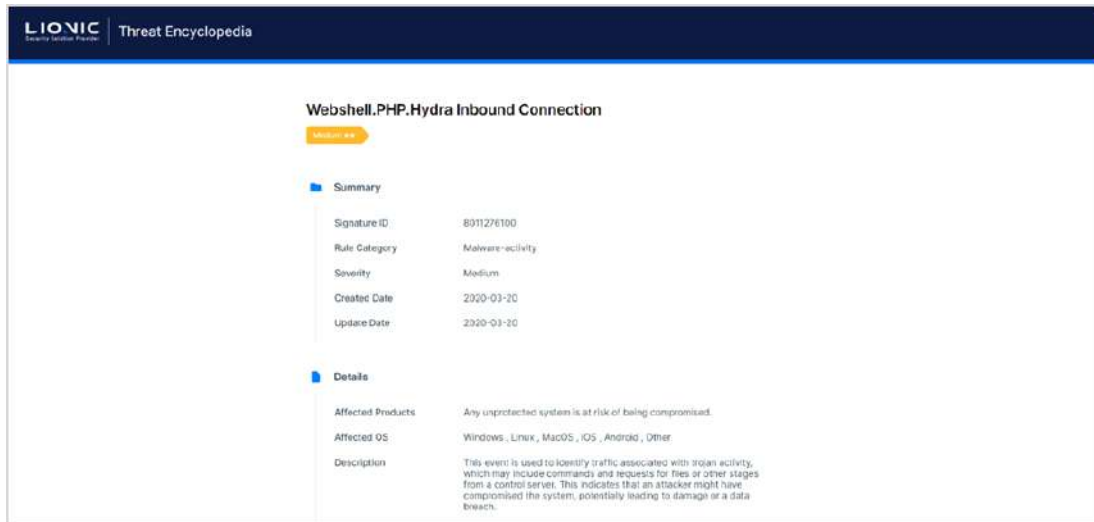 LIONIC
Security Solution Provider
Threat Encyclopedia
Webshell.PHP.Hydra Inbound Connection
Medium
Summary
Signature ID 8011276100
Rule Category Malware-activity
Severity Medium
Created Date 2020-03-20
Update Date 2020-03-20
Details
Affected Products Any unprotected system is at risk of being compromised.
Affected OS Windows , Linux , MacOS , iOS , Android , Other
Description This event is used to identify traffic associated with trojan activity,
which may include commands and requests for files or other stages
from a control server. This indicates that an attacker might have
compromised the system, potentially leading to damage or a data
breach.